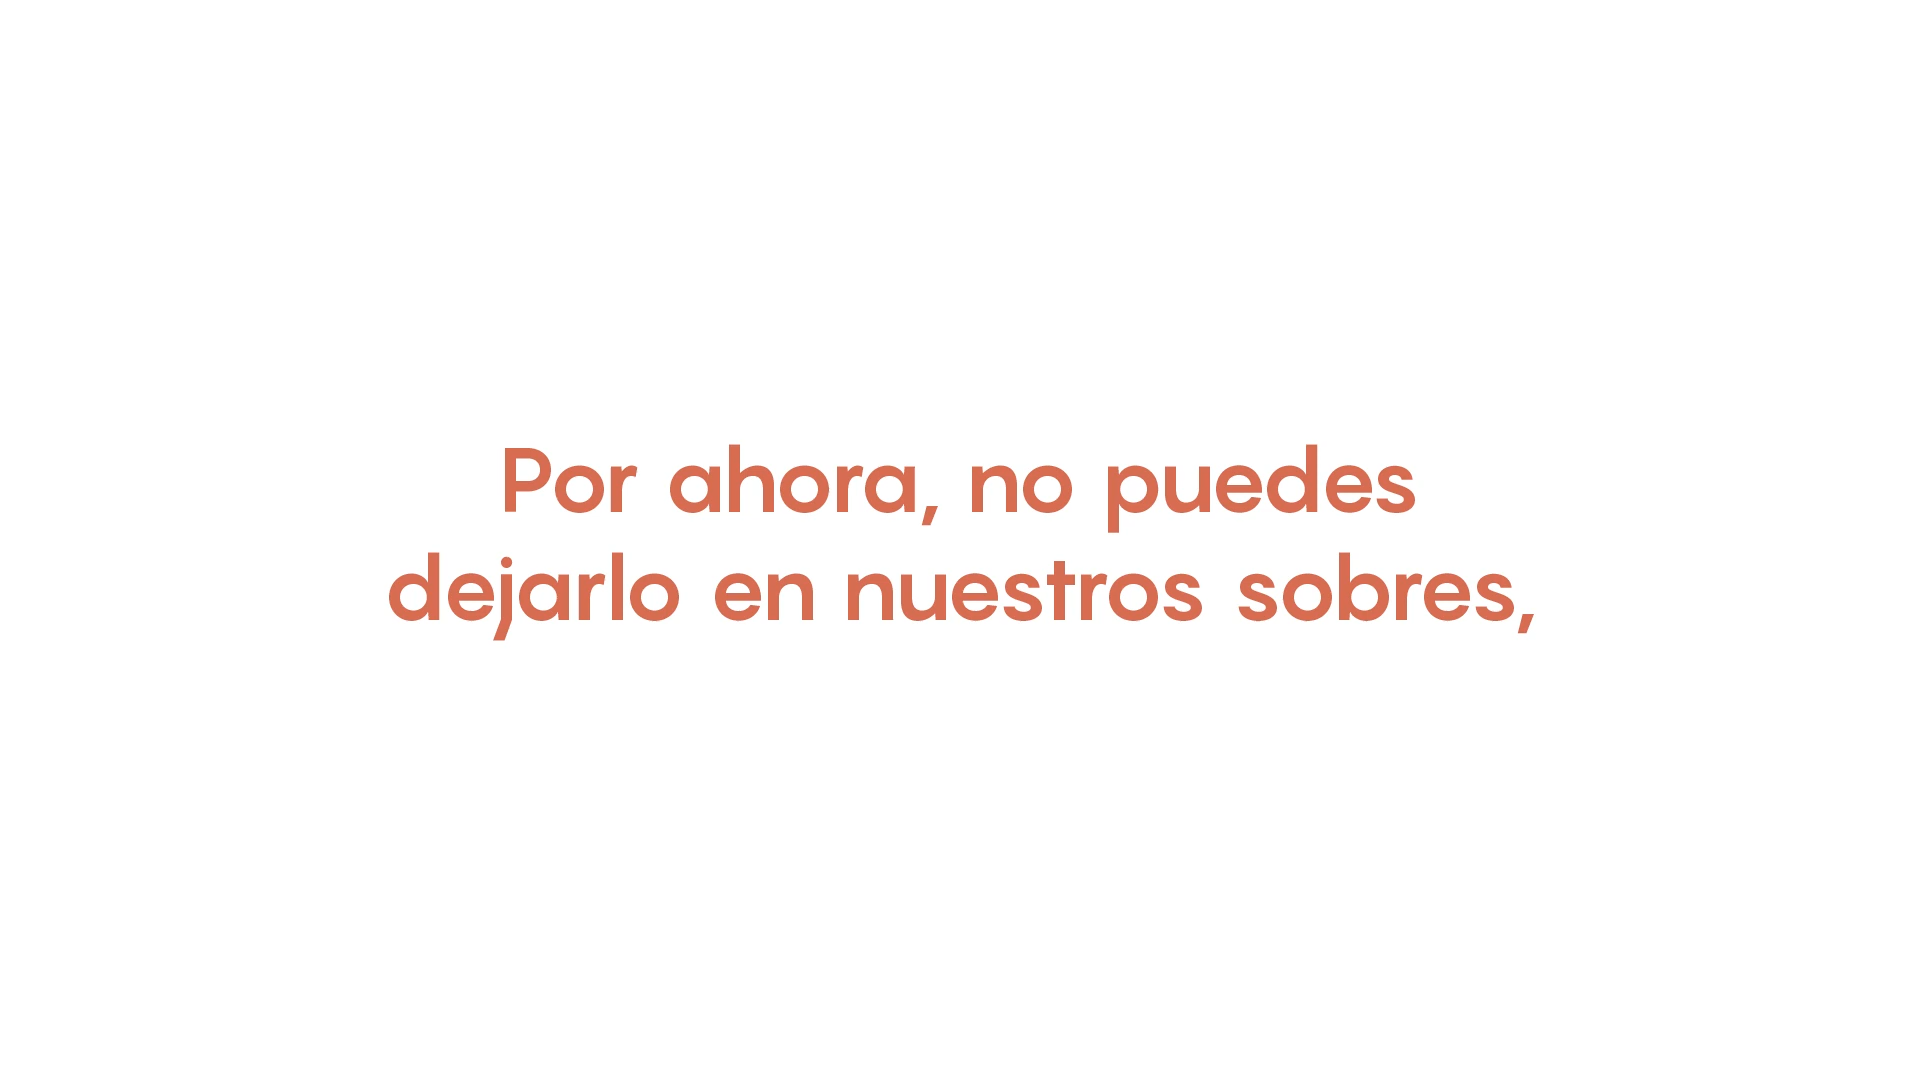 Por ahora, no puedes
dejarlo en nuestros sobres,